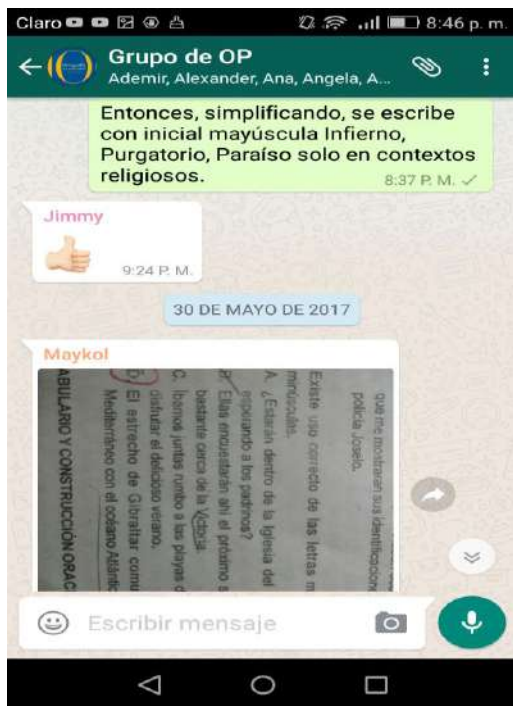 Claro 8:46 p. m.
Grupo de OP
Ademir, Alexander, Ana, Angela, A...
Entonces, simplificando, se escribe
con inicial mayúscula Infierno,
Purgatorio, Paraíso solo en contextos
religiosos.
8:37 P. M.
Jimmy
9:24 P. M.
30 DE MAYO DE 2017
Maykol
que me mostraran sus identificacion
policía Joselo.
Existe uso correcto de las letras m
minúsculas.
A. ¿Estarán dentro de la Iglesia del
esperando a los padrinos?
B. Ellas encuestarán ahí el próximo s
bastante cerca de la Victoria.
C. Íbamos juntas rumbo a las playas d
disfrutar el delicioso verano.
D. El estrecho de Gibraltar comu
Mediterráneo con el océano Atlánti
ABULARIO Y CONSTRUCCIÓN ORAC
Escribir mensaje